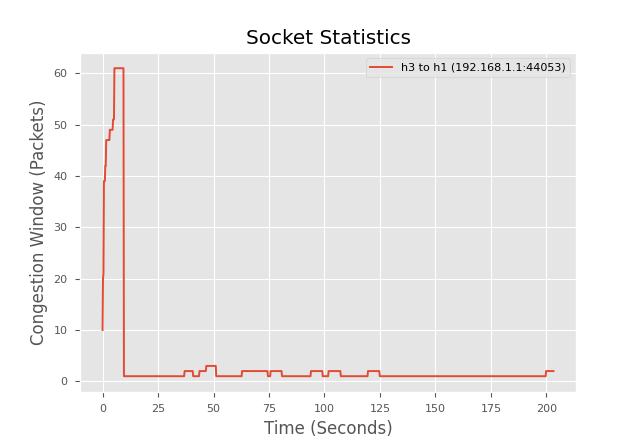 Socket Statistics
h3 to h1 (192.168.1.1:44053)
Congestion Window (Packets)
60
50
40
30
20
10
0
0 25 50 75 100 125 150 175 200
Time (Seconds)